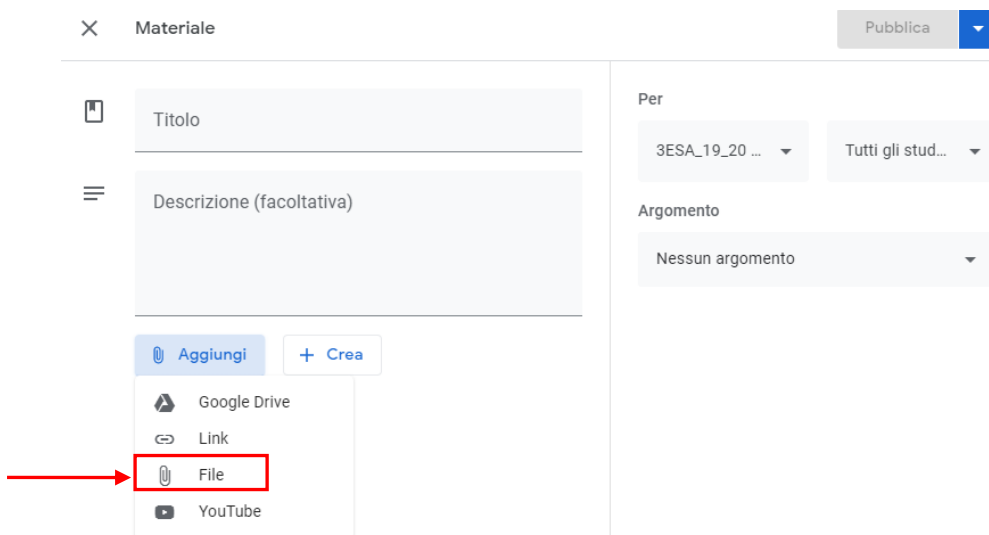 Materiale
Pubblica
Titolo
Descrizione (facoltativa)
Aggiungi
Crea
Google Drive
Link
File
YouTube
Per
3ESA_19_20 ...
Tutti gli stud...
Argomento
Nessun argomento